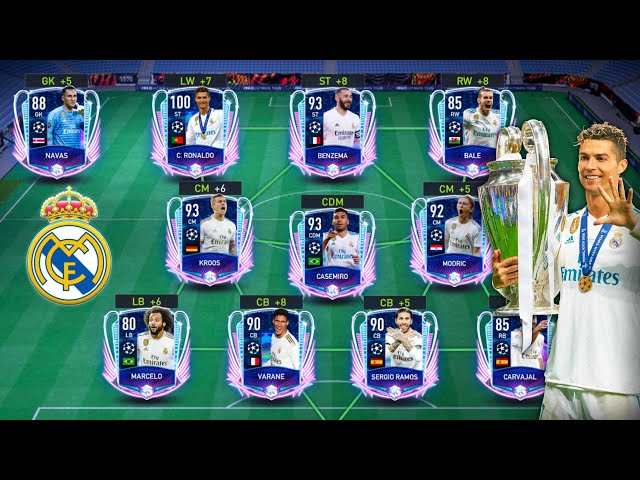 GK +5
LW +7
ST +8
RW +8
88
GK
NAVAS
100
ST
C. RONALDO
93
ST
BENZEMA
85
RW
BALE
CM +6
CDM
CM +5
93
CM
KROOS
93
CDM
CASEMIRO
92
CM
MODRIC
LB +6
CB +8
CB +5
80
LB
MARCELO
90
CB
VARANE
90
CB
SERGIO RAMOS
85
RB
CARVAJAL
Emirates